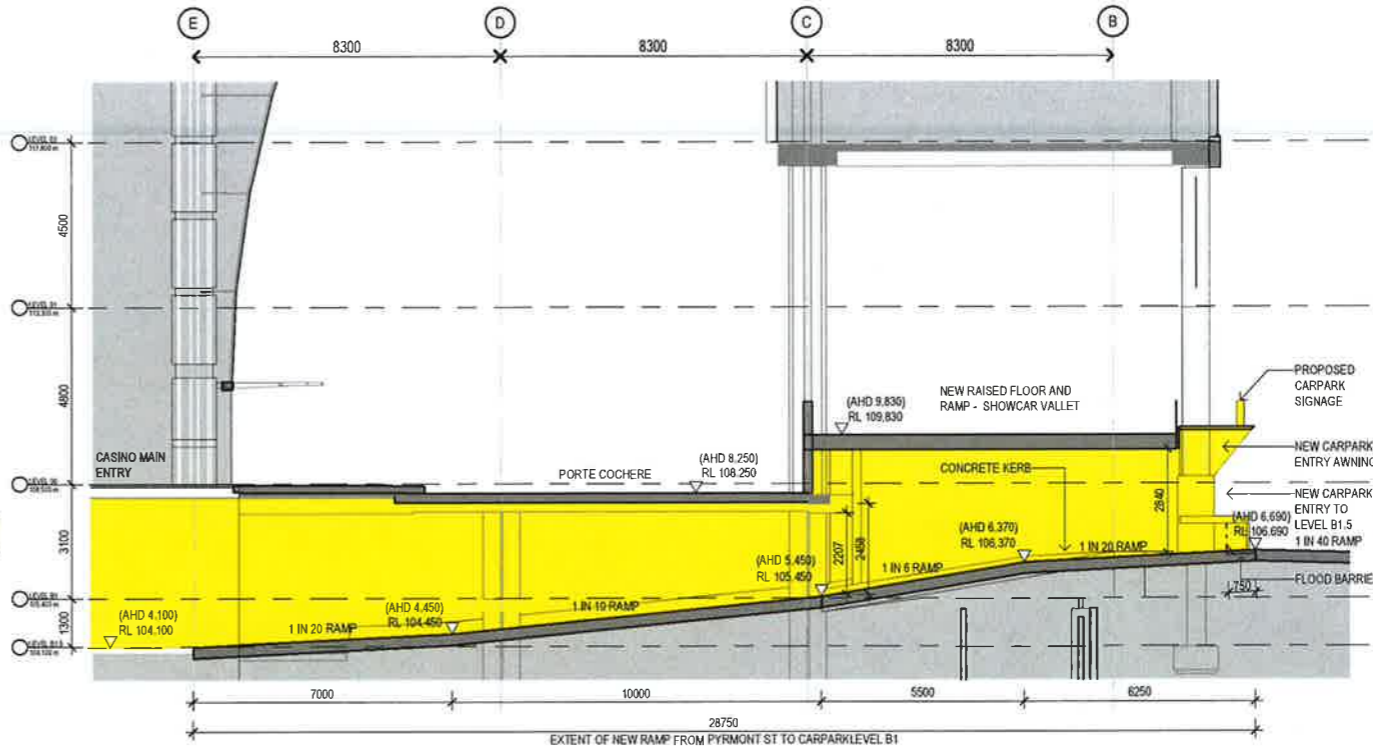 E
D
C
B
8300
8300
8300
4500
4800
3100
1300
CASINO MAIN
ENTRY
PORTE COCHERE
(AHD 8,250)
RL 108.250
(AHD 9,830)
RL 109,830
NEW RAISED FLOOR AND
RAMP - SHOWCAR VALLET
PROPOSED
CARPARK
SIGNAGE
NEW CARPARK
ENTRY AWNING
NEW CARPARK
ENTRY TO
LEVEL B1.5
1 IN 40 RAMP
FLOOD BARRIE
CONCRETE KERB
2840
2207
2458
(AHD 6,690)
RL 106.690
(AHD 6,370)
RL 106,370
1 IN 20 RAMP
1 IN 6 RAMP
(AHD 5,450)
RL 105.450
1 IN 10 RAMP
(AHD 4,450)
RL 104,450
1 IN 20 RAMP
(AHD 4,100)
RL 104,100
750
7000
10000
5500
6250
28750
EXTENT OF NEW RAMP FROM PYRMONT ST TO CARPARK LEVEL B1